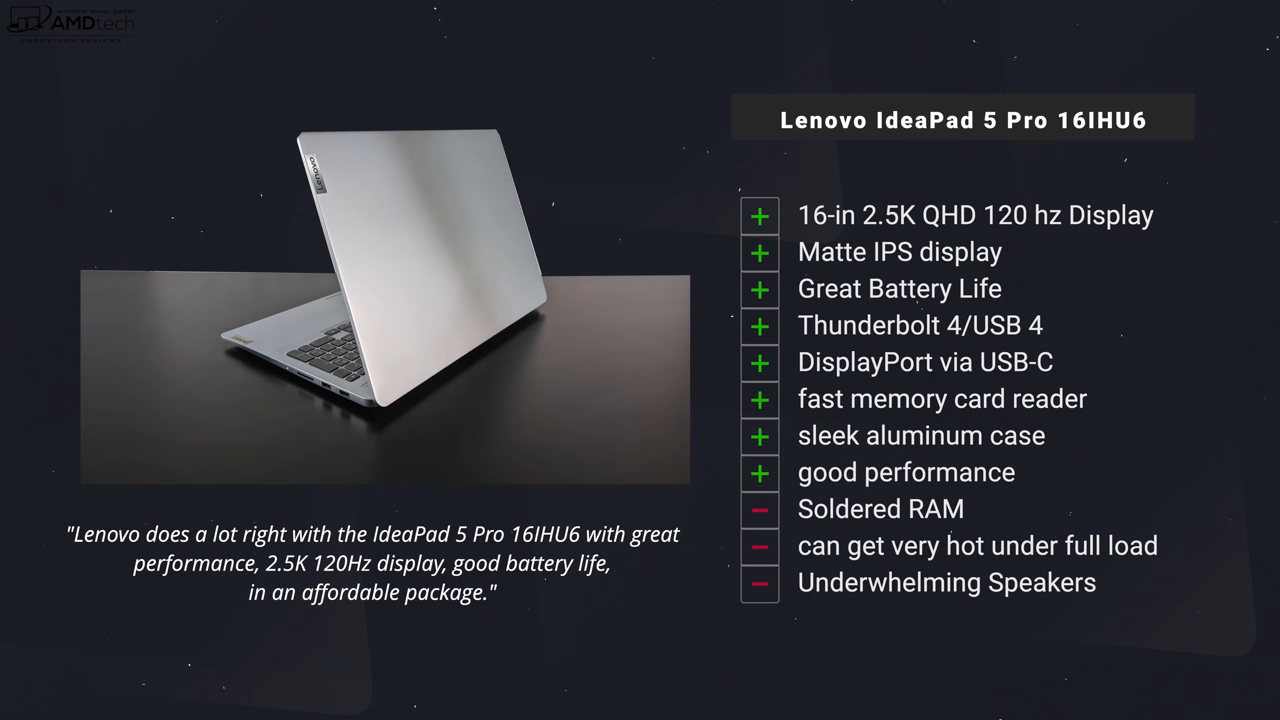 AMDtech
UNBOXINGS REVIEWS
Lenovo IdeaPad 5 Pro 16IHU6
16-in 2.5K QHD 120 hz Display
Matte IPS display
Great Battery Life
Thunderbolt 4/USB 4
DisplayPort via USB-C
fast memory card reader
sleek aluminum case
good performance
Soldered RAM
can get very hot under full load
Underwhelming Speakers
Lenovo
"Lenovo does a lot right with the IdeaPad 5 Pro 16IHU6 with great
performance, 2.5K 120Hz display, good battery life,
in an affordable package."